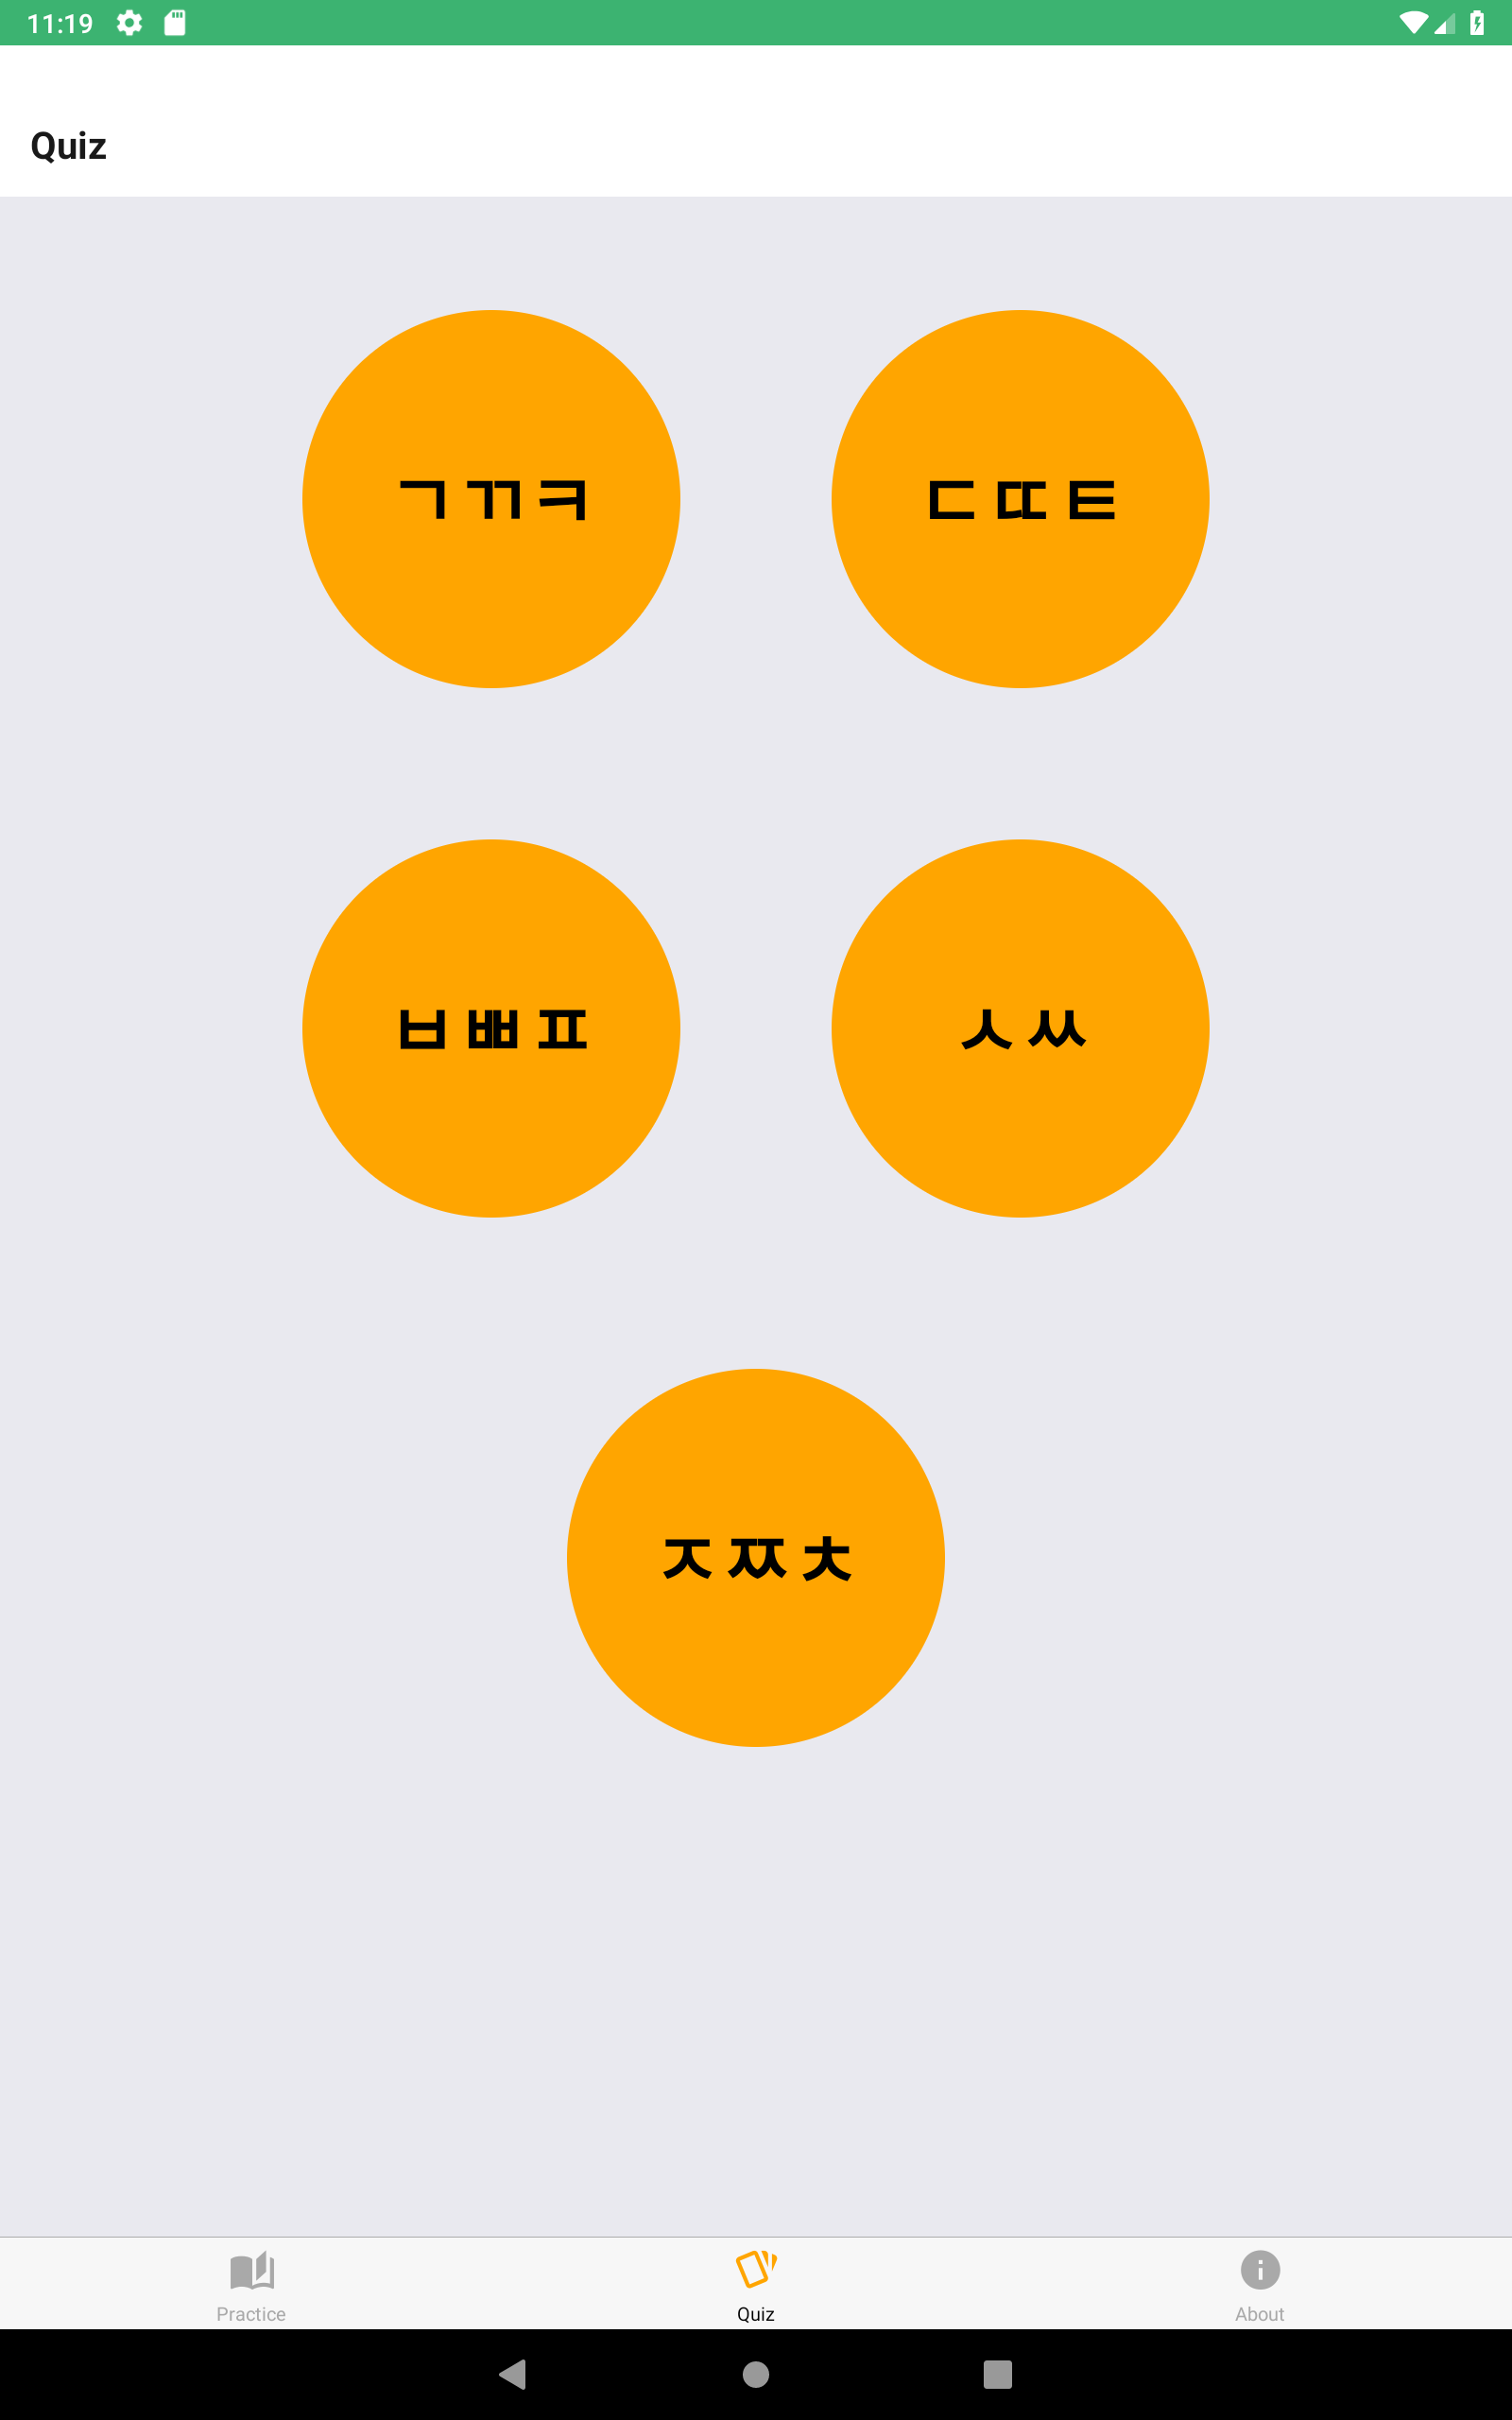 11:19
Quiz
ㄱ ㄲ ㅋ
ㄷ ㄸ ㅌ
ㅂ ㅃ ㅍ
ㅅ ㅆ
ㅈ ㅉ ㅊ
Practice
Quiz
About